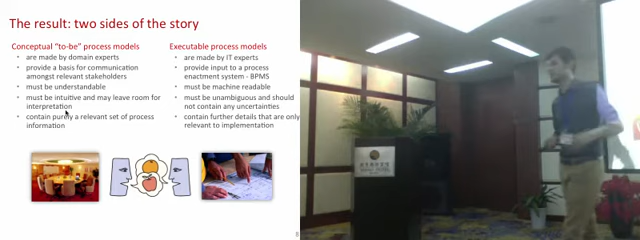 The result: two sides of the story
Conceptual "to-be" process models
• are made by domain experts
• provide a basis for communication
amongst relevant stakeholders
• must be understandable
• must be intuitive and may leave room for
interpretation
• contain purely a relevant set of process
information
Executable process models
• are made by IT experts
• provide input to a process
enactment system - BPMS
• must be machine readable
• must be unambiguous and should
not contain any uncertainties
• contain further details that are only
relevant to implementation